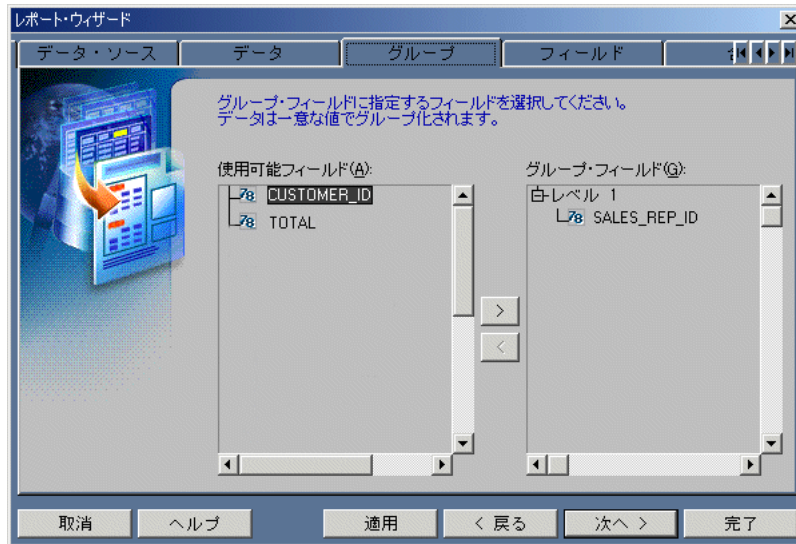 レポート・ウィザード
データ・ソース データ グループ フィールド
グループ・フィールドに指定するフィールドを選択してください。
データは一意な値でグループ化されます。
使用可能フィールド(A): グループ・フィールド(G):
CUSTOMER_ID レベル 1
TOTAL SALES_REP_ID
>
<
取消 ヘルプ 適用 < 戻る 次へ > 完了